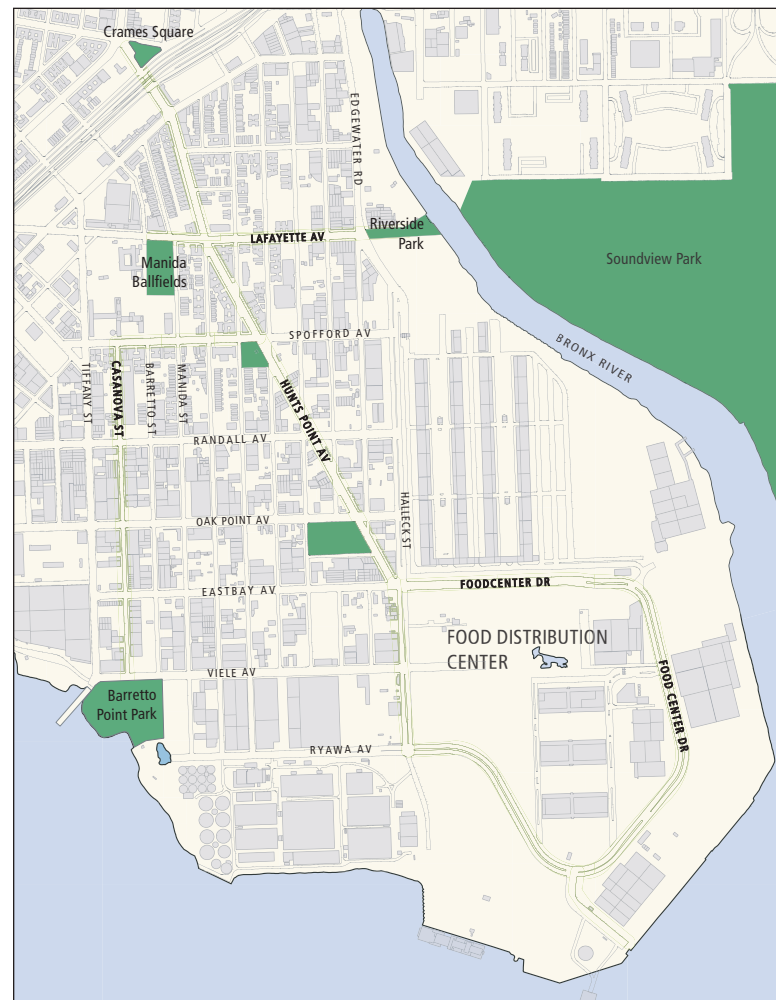 Crames Square
EDGEWATER RD
Riverside
Park
LAFAYETTE AV
Manida
Ballfields
Soundview Park
SPOFFORD AV
BRONX RIVER
TIFFANY ST
CASANOVA ST
BARRETTO ST
MANIDA ST
HUNTS POINT AV
RANDALL AV
HALLECK ST
OAK POINT AV
FOODCENTER DR
EASTBAY AV
FOOD DISTRIBUTION
CENTER
VIELE AV
FOOD CENTER DR
Barretto
Point Park
RYAWA AV